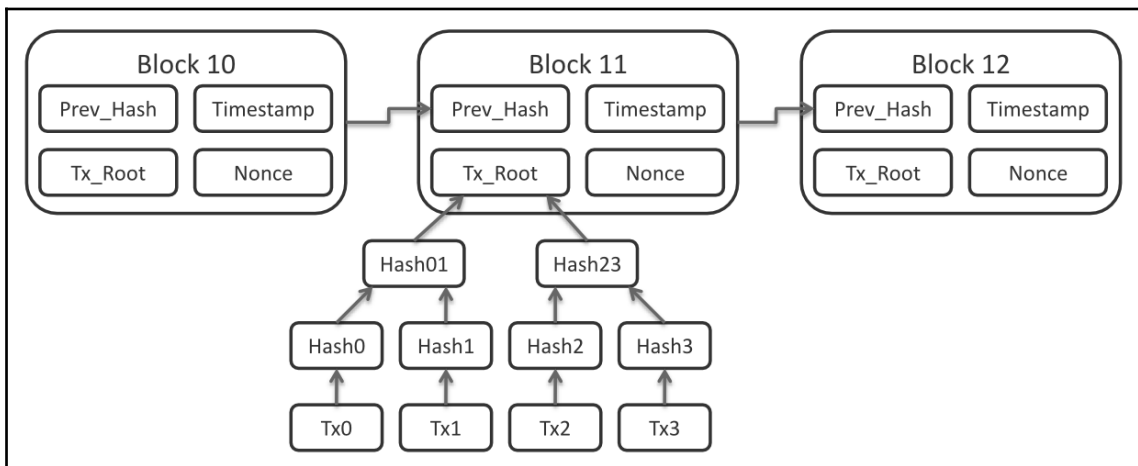 Block 10
Block 11
Block 12
Prev_Hash
Timestamp
Prev_Hash
Timestamp
Prev_Hash
Timestamp
Tx_Root
Nonce
Tx_Root
Nonce
Tx_Root
Nonce
Hash01
Hash23
Hash0
Hash1
Hash2
Hash3
Tx0
Tx1
Tx2
Tx3